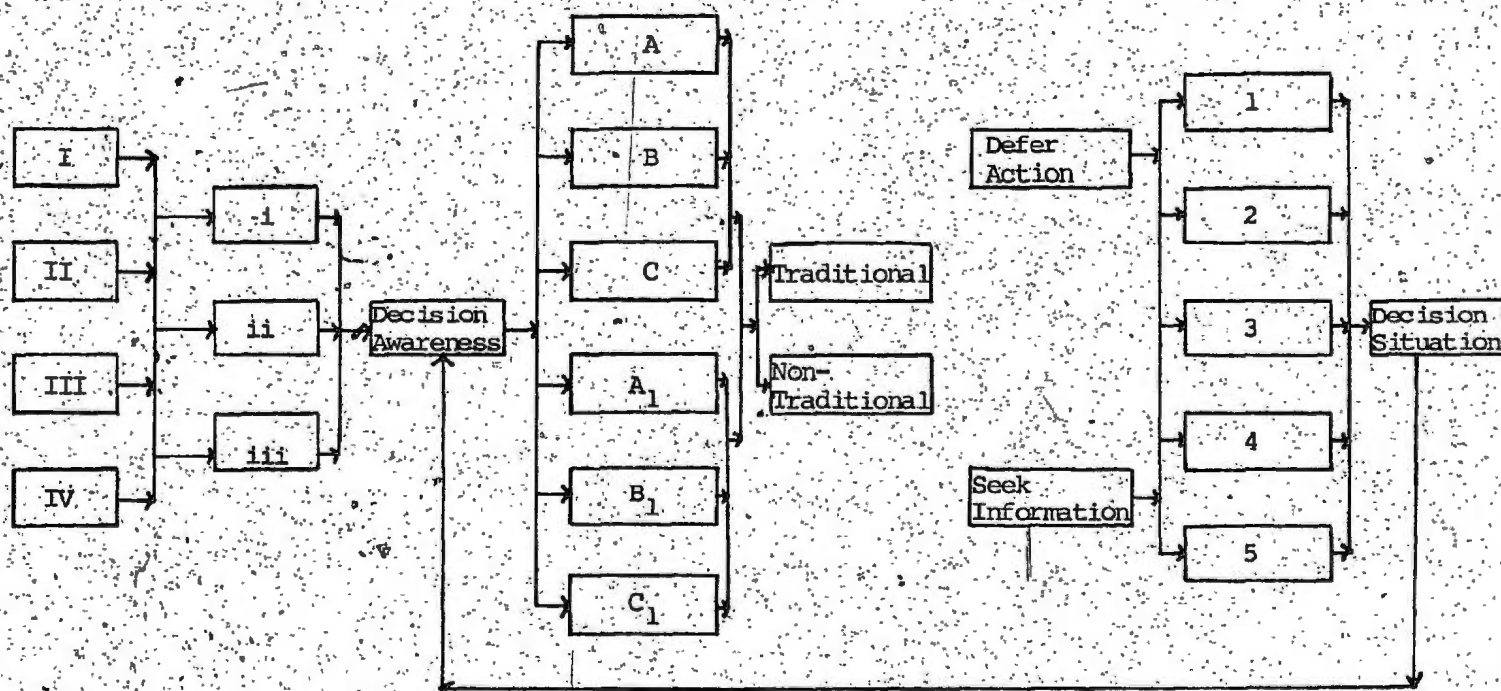 I
II
III
IV
i
ii
iii
Decision
Awareness
A
B
C
A1
B1
C1
Traditional
Non-
Traditional
Defer
Action
Seek
Information
1
2
3
4
5
Decision
Situation